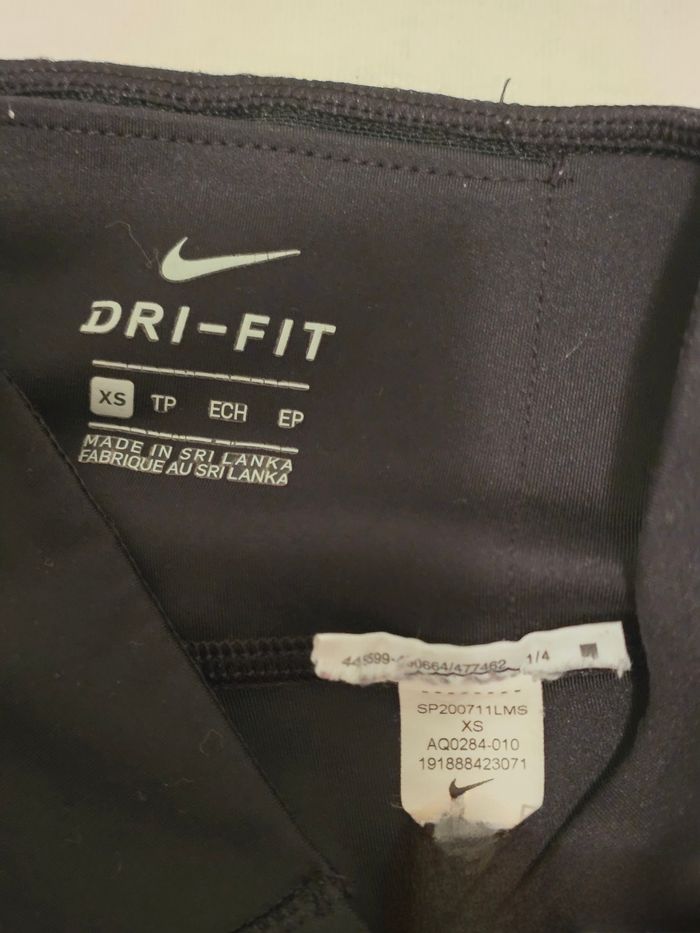 DRI-FIT
XS TP ECH EP
MADE IN SRI LANKA
FABRIQUE AU SRI LANKA
1/4
SP200711LMS
XS
AQ0284-010
191888423071